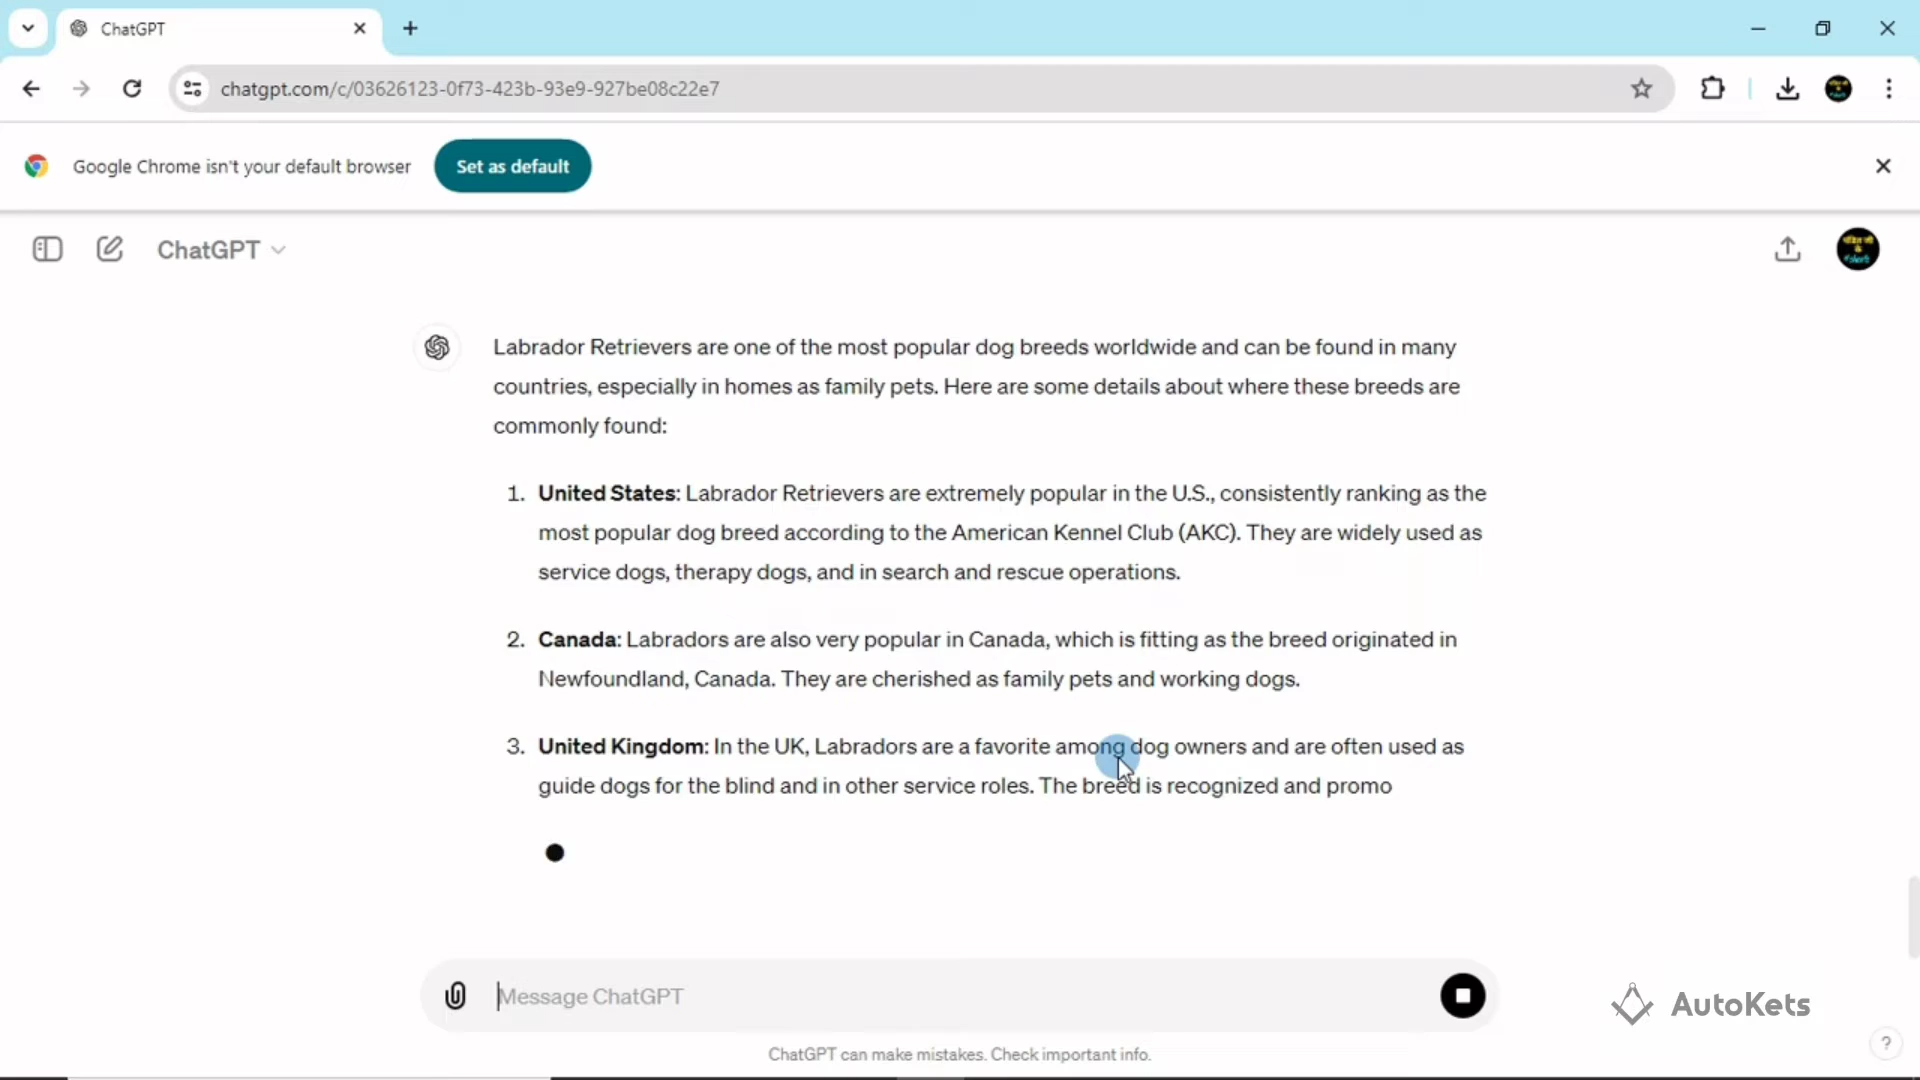 ChatGPT
chatgpt.com/c/03626123-0f73-423b-93e9-927be08c22e7
Google Chrome isn't your default browser
Set as default
ChatGPT
Labrador Retrievers are one of the most popular dog breeds worldwide and can be found in many
countries, especially in homes as family pets. Here are some details about where these breeds are
commonly found:
1. United States: Labrador Retrievers are extremely popular in the U.S., consistently ranking as the
most popular dog breed according to the American Kennel Club (AKC). They are widely used as
service dogs, therapy dogs, and in search and rescue operations.
2. Canada: Labradors are also very popular in Canada, which is fitting as the breed originated in
Newfoundland, Canada. They are cherished as family pets and working dogs.
3. United Kingdom: In the UK, Labradors are a favorite among dog owners and are often used as
guide dogs for the blind and in other service roles. The breed is recognized and promo
Message ChatGPT
AutoKets
ChatGPT can make mistakes. Check important info.
?